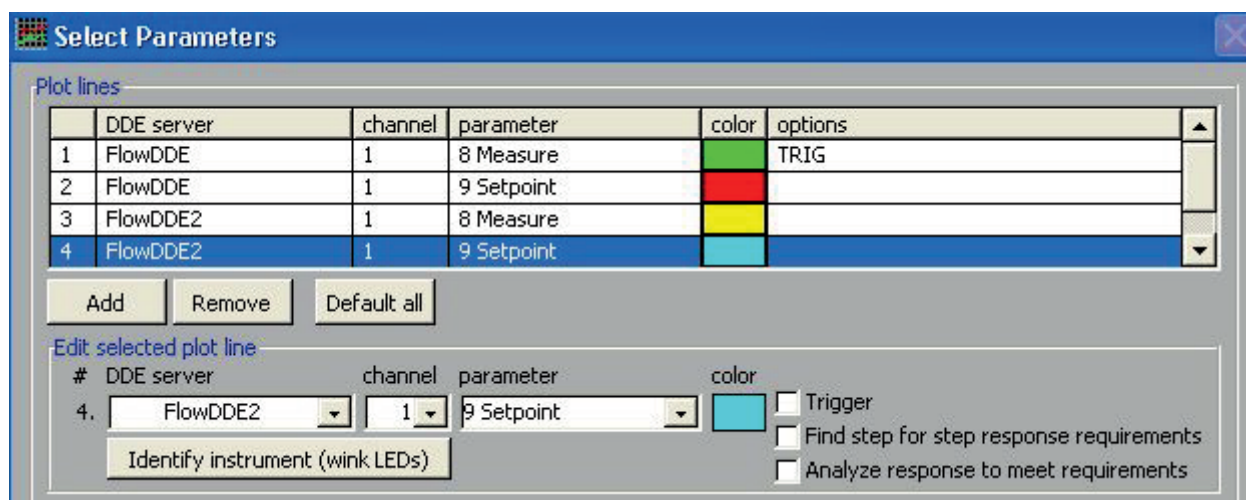 Select Parameters
Plot lines
DDE server channel parameter color options
1 FlowDDE 1 8 Measure TRIG
2 FlowDDE 1 9 Setpoint
3 FlowDDE2 1 8 Measure
4 FlowDDE2 1 9 Setpoint
Add Remove Default all
Edit selected plot line
# DDE server channel parameter color
4. FlowDDE2 1 9 Setpoint
Trigger
Find step for step response requirements
Identify instrument (wink LEDs)
Analyze response to meet requirements